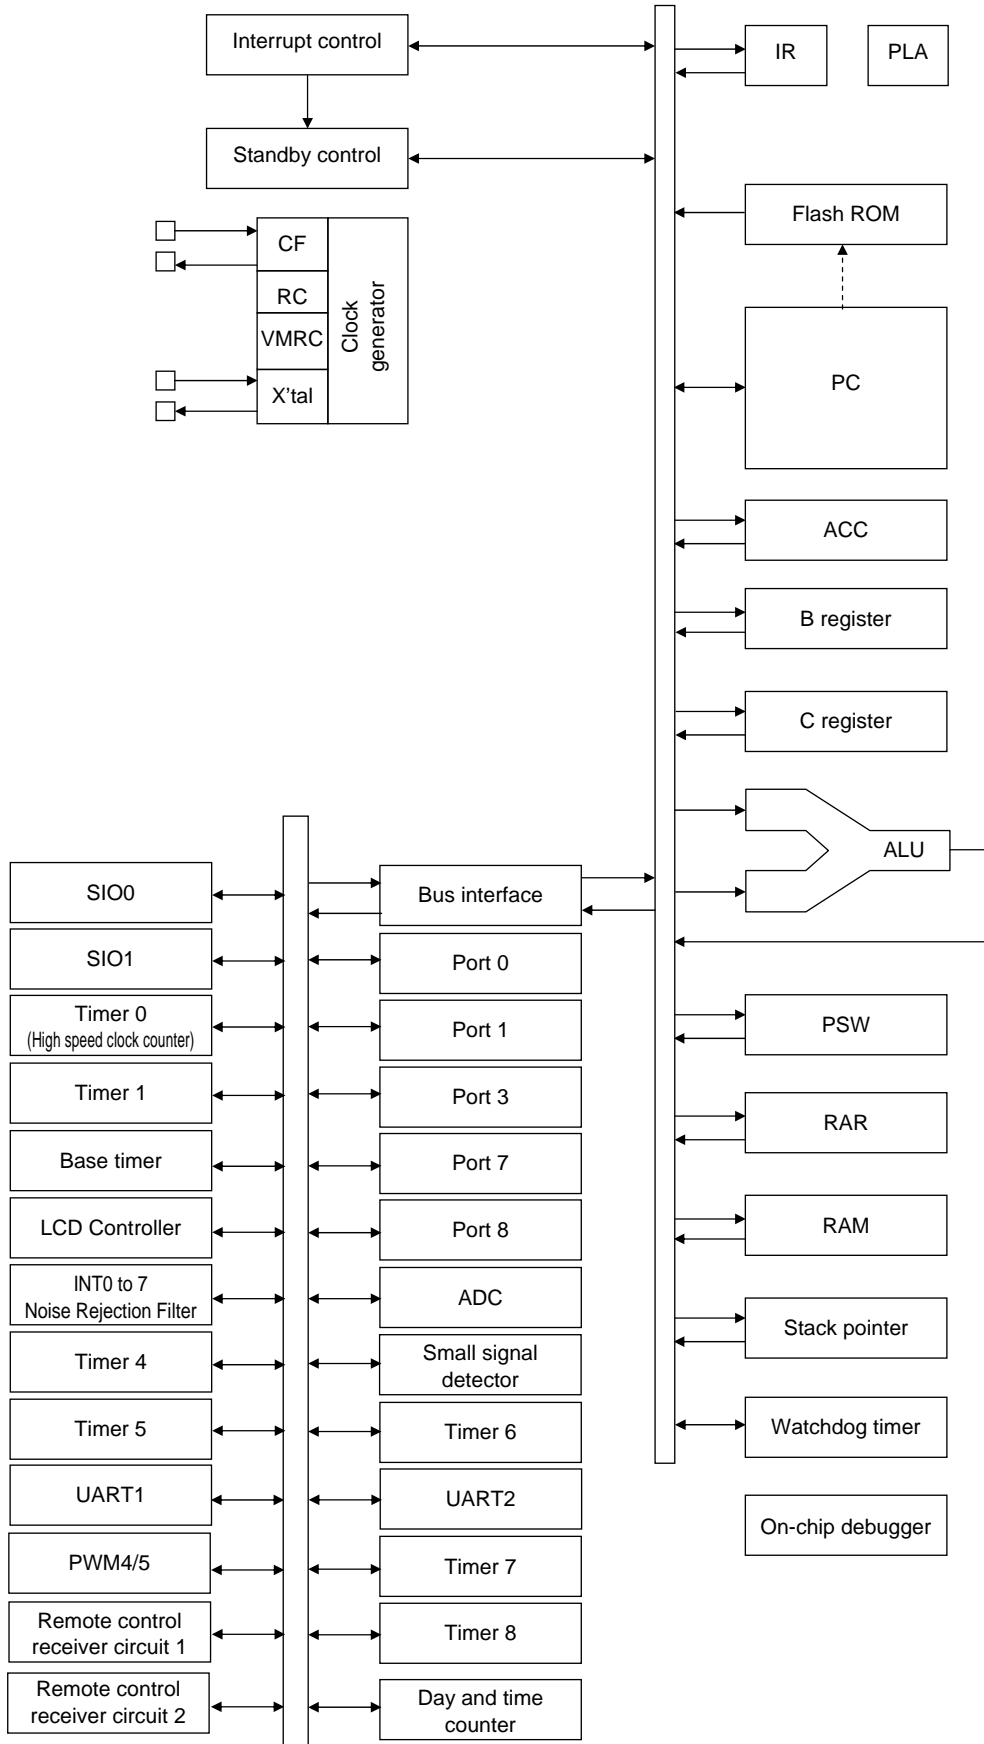 Interrupt control
IR
PLA
Standby control
Flash ROM
CF
RC
VMRC
X'tal
Clock
generator
PC
ACC
B register
C register
ALU
SIO0
Bus interface
SIO1
Port 0
Timer 0
(High speed clock counter)
Port 1
PSW
Timer 1
Port 3
RAR
Base timer
Port 7
LCD Controller
Port 8
RAM
INT0 to 7
Noise Rejection Filter
ADC
Stack pointer
Timer 4
Small signal
detector
Timer 5
Timer 6
Watchdog timer
UART1
UART2
On-chip debugger
PWM4/5
Timer 7
Remote control
receiver circuit 1
Timer 8
Remote control
receiver circuit 2
Day and time
counter